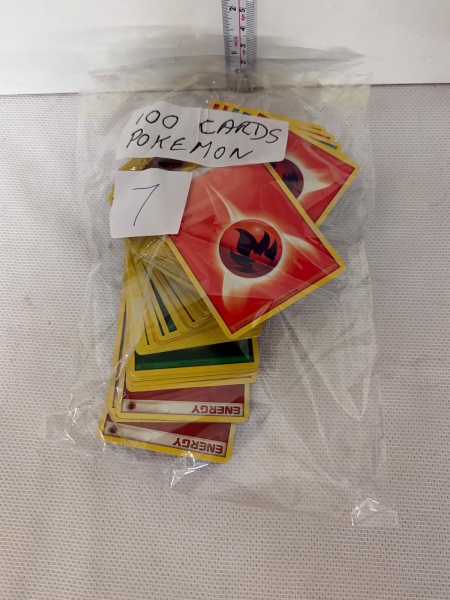 100 CARDS
POKEMON
7
ENERGY
ENERGY